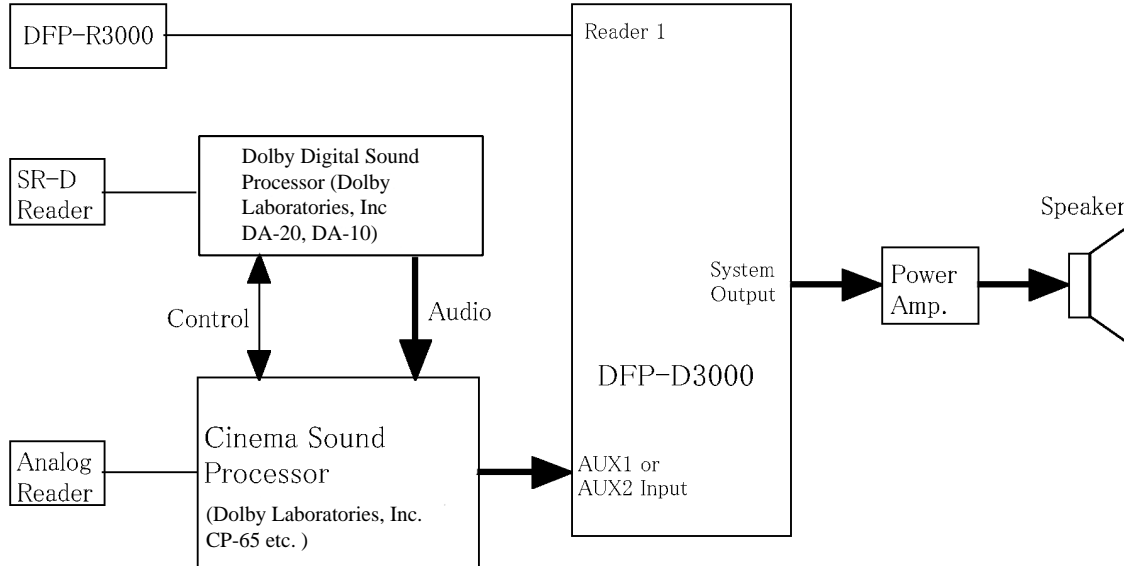 DFP-R3000
Reader 1
Dolby Digital Sound
Processor (Dolby
Laboratories, Inc
DA-20, DA-10)
SR-D
Reader
Speaker
System
Output
Power
Amp.
Control
Audio
DFP-D3000
Cinema Sound
Processor
(Dolby Laboratories, Inc.
CP-65 etc. )
Analog
Reader
AUX1 or
AUX2 Input